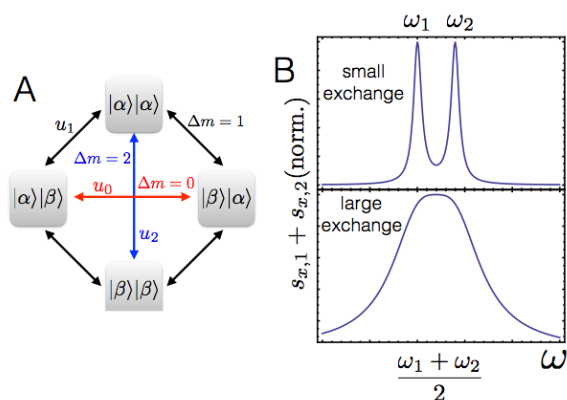 A
|α⟩|α⟩
u₁
Δm = 1
Δm = 2
|α⟩|β⟩
u₀
Δm = 0
|β⟩|α⟩
u₂
|β⟩|β⟩
B
ω₁ ω₂
small
exchange
large
exchange
s_{x,1} + s_{x,2}(norm.)
ω
ω₁ + ω₂
2